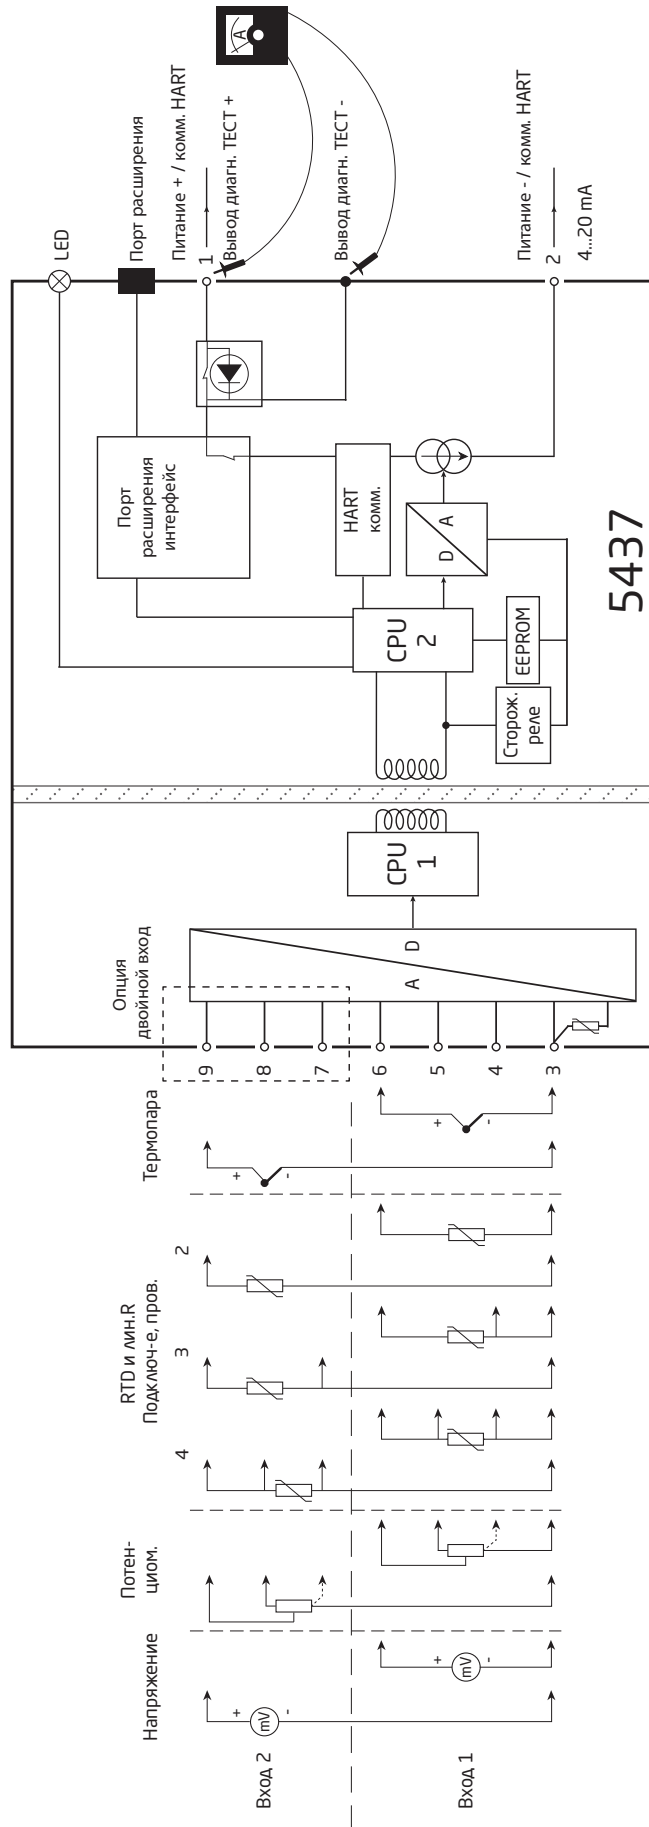 Напряжение
Потен-
циом.
RTD и лин.R
Подключ-е, пров.
4
3
2
Термопара
Опция
двойной вход
Вход 2
Вход 1
+
-
mV
+
-
mV
+
-
+
-
9
8
7
6
5
4
3
A
D
CPU
1
CPU
2
Порт
расширения
интерфейс
HART
комм.
D
A
EEPROM
Сторож.
реле
LED
Порт расширения
Питание + / комм. HART
1
Вывод диагн. ТЕСТ +
A
Вывод диагн. ТЕСТ -
Питание - / комм. HART
2
4...20 mA
5437